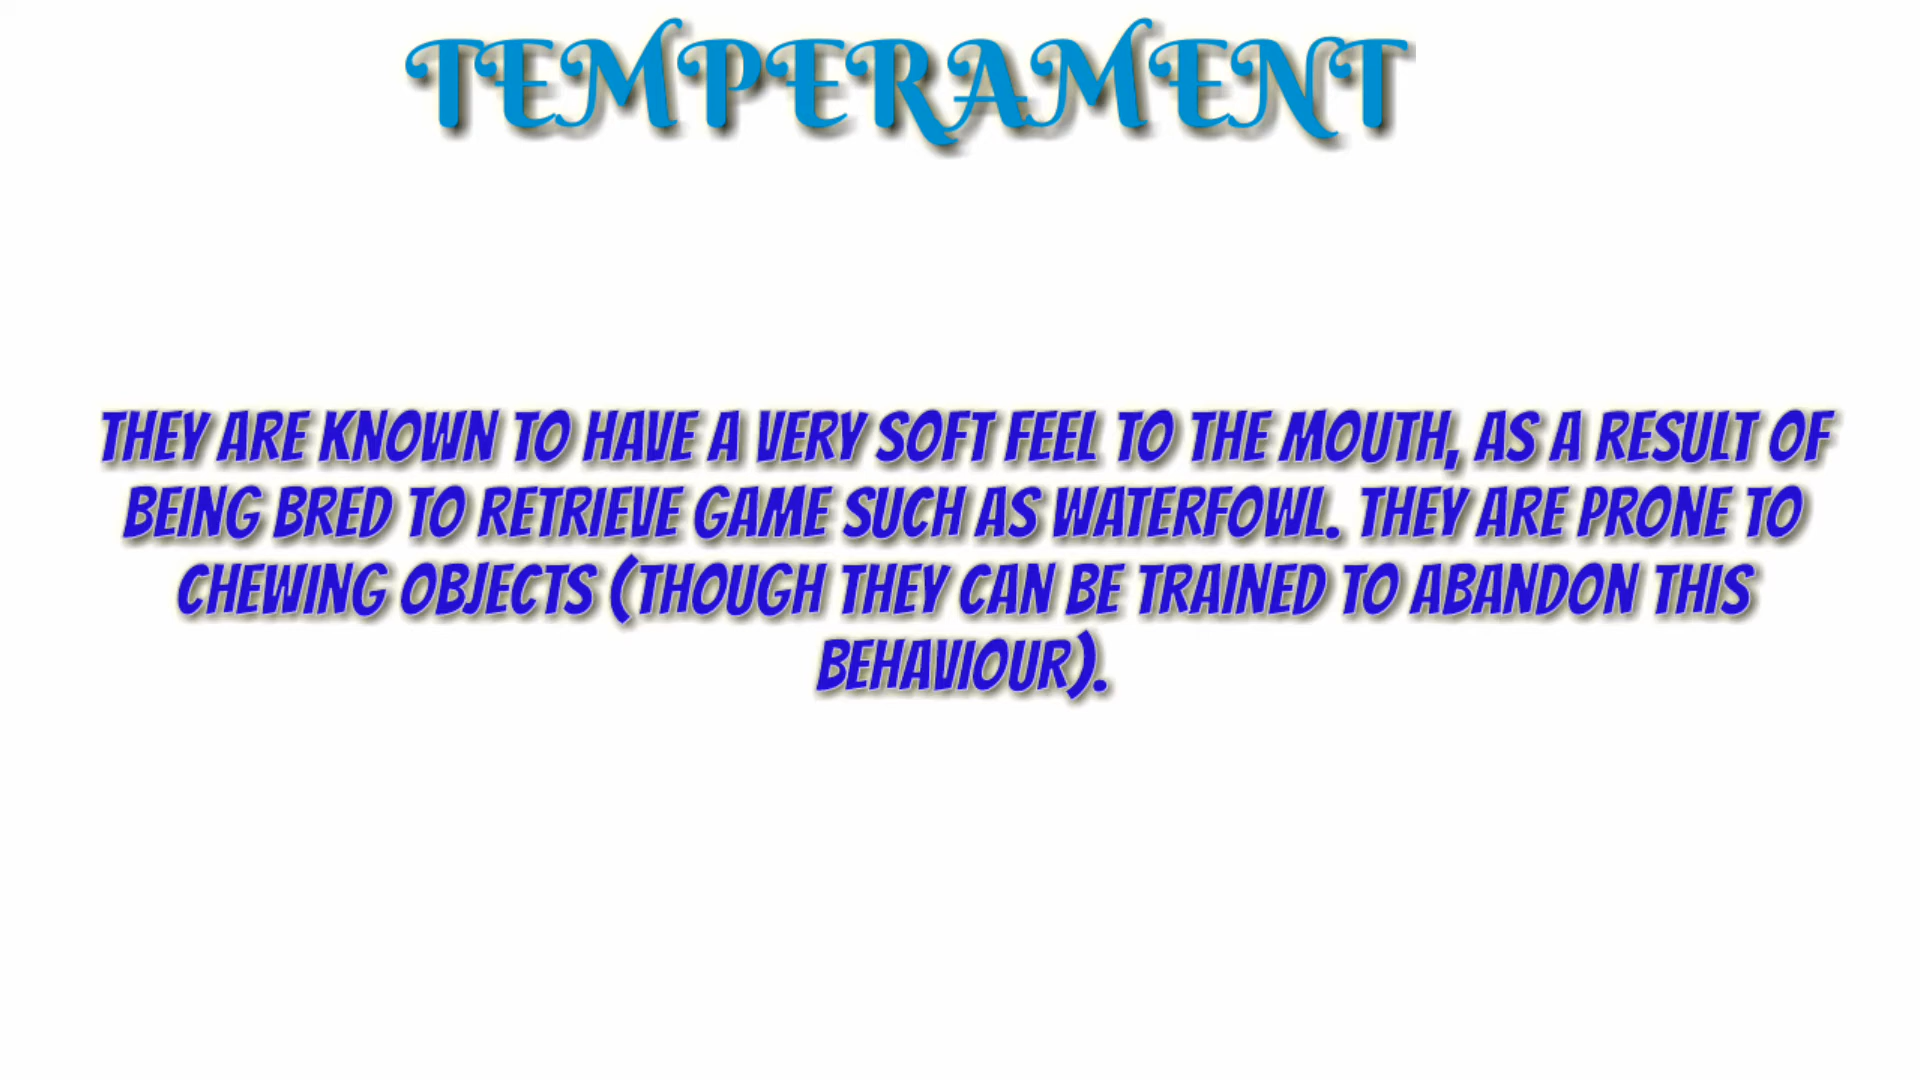 TEMPERAMENT
THEY ARE KNOWN TO HAVE A VERY SOFT FEEL TO THE MOUTH, AS A RESULT OF
BEING BRED TO RETRIEVE GAME SUCH AS WATERFOWL. THEY ARE PRONE TO
CHEWING OBJECTS (THOUGH THEY CAN BE TRAINED TO ABANDON THIS
BEHAVIOUR).